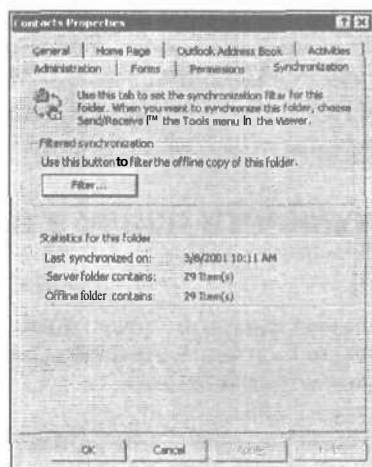 Contacts Properties
General Home Page Outlook Address Book Activities
Administration Forms Permissions Synchronization
Use this tab to set the synchronization filter for this
folder. When you want to synchronize this folder, choose
Send/Receive I™ the Tools menu In the Viewer.
Filtered synchronization
Use this button to filter the offline copy of this folder.
Filter...
Statistics for this folder
Last synchronized on: 3/8/2001 10:11 AM
Server folder contains: 29 Item(s)
Offline folder contains: 29 Item(s)
OK Cancel Apply Help